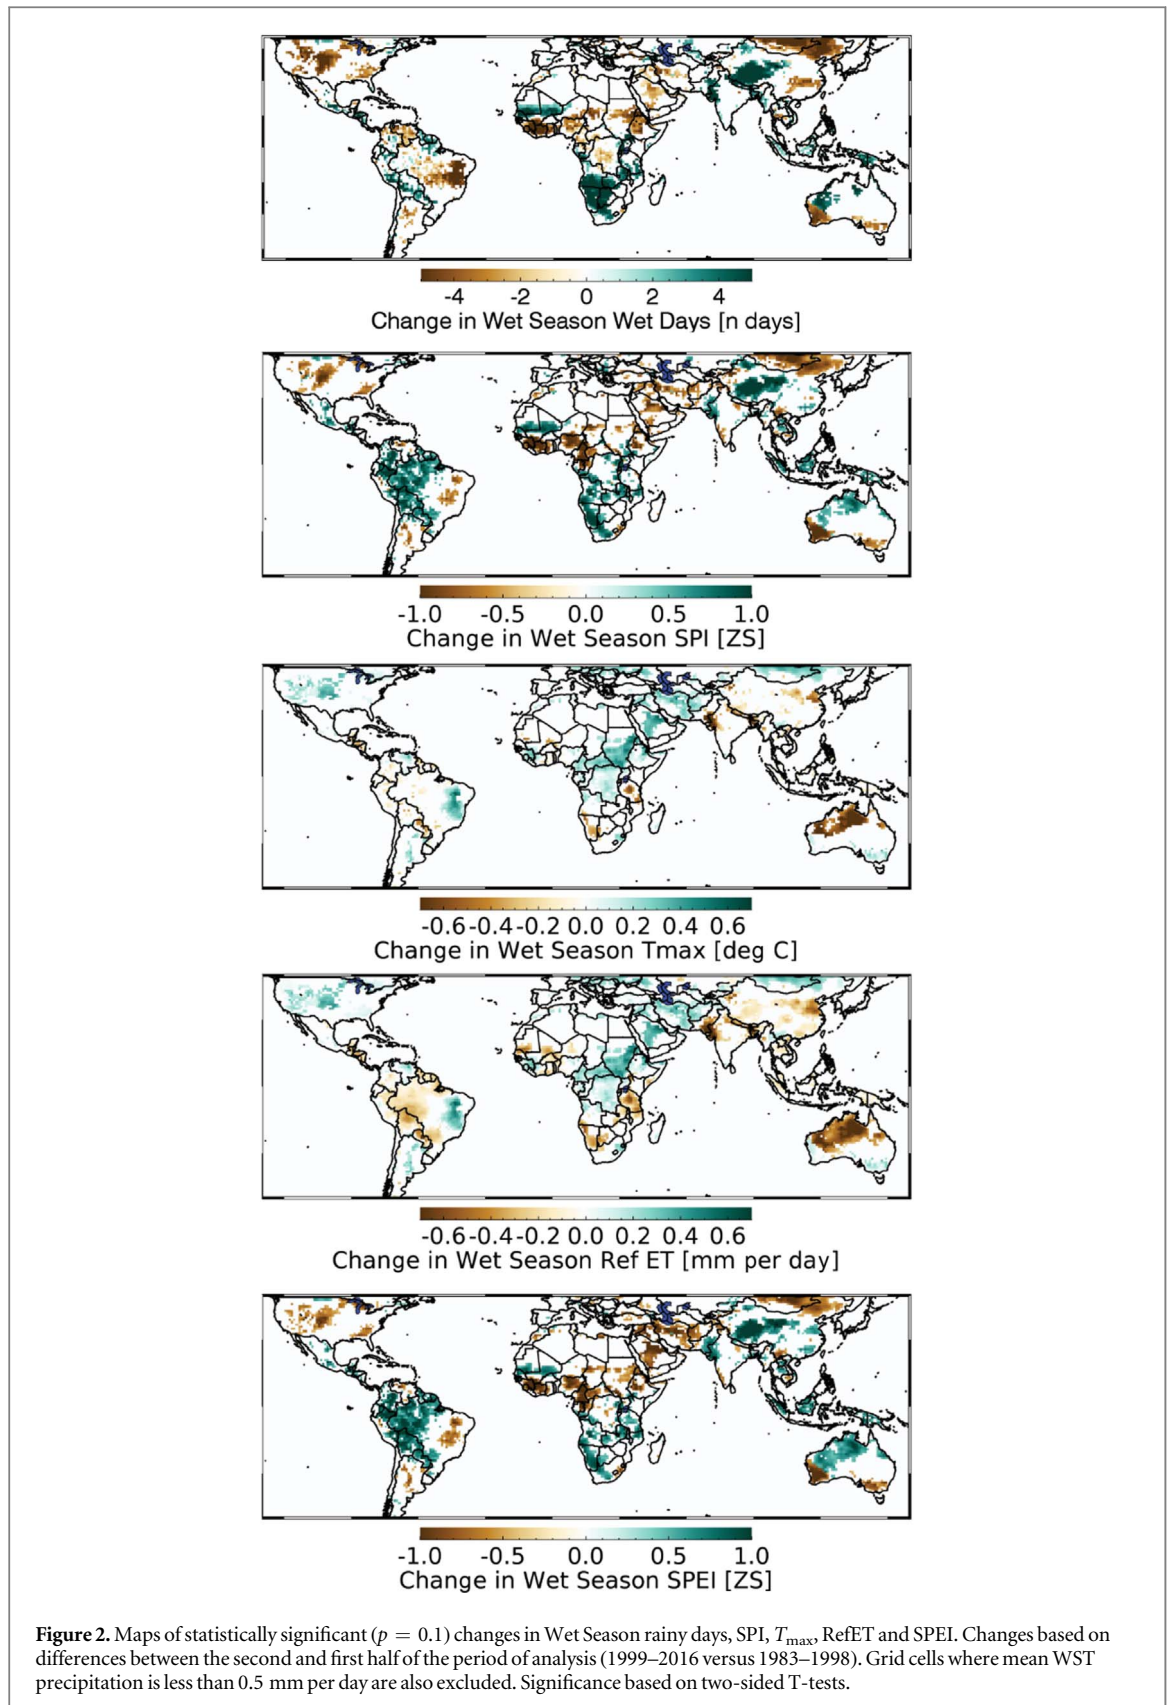 -4 -2 0 2 4
Change in Wet Season Wet Days [n days]
-1.0 -0.5 0.0 0.5 1.0
Change in Wet Season SPI [ZS]
-0.6 -0.4 -0.2 0.0 0.2 0.4 0.6
Change in Wet Season Tmax [deg C]
-0.6 -0.4 -0.2 0.0 0.2 0.4 0.6
Change in Wet Season Ref ET [mm per day]
-1.0 -0.5 0.0 0.5 1.0
Change in Wet Season SPEI [ZS]
Figure 2. Maps of statistically significant (p = 0.1) changes in Wet Season rainy days, SPI, Tmax, RefET and SPEI. Changes based on
differences between the second and first half of the period of analysis (1999–2016 versus 1983–1998). Grid cells where mean WST
precipitation is less than 0.5 mm per day are also excluded. Significance based on two-sided T-tests.